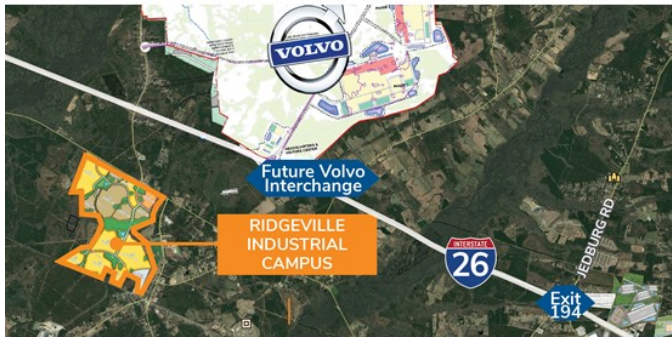 VOLVO
Future Volvo
Interchange
RIDGEVILLE
INDUSTRIAL
CAMPUS
INTERSTATE
26
JEDBURG RD
Exit
194